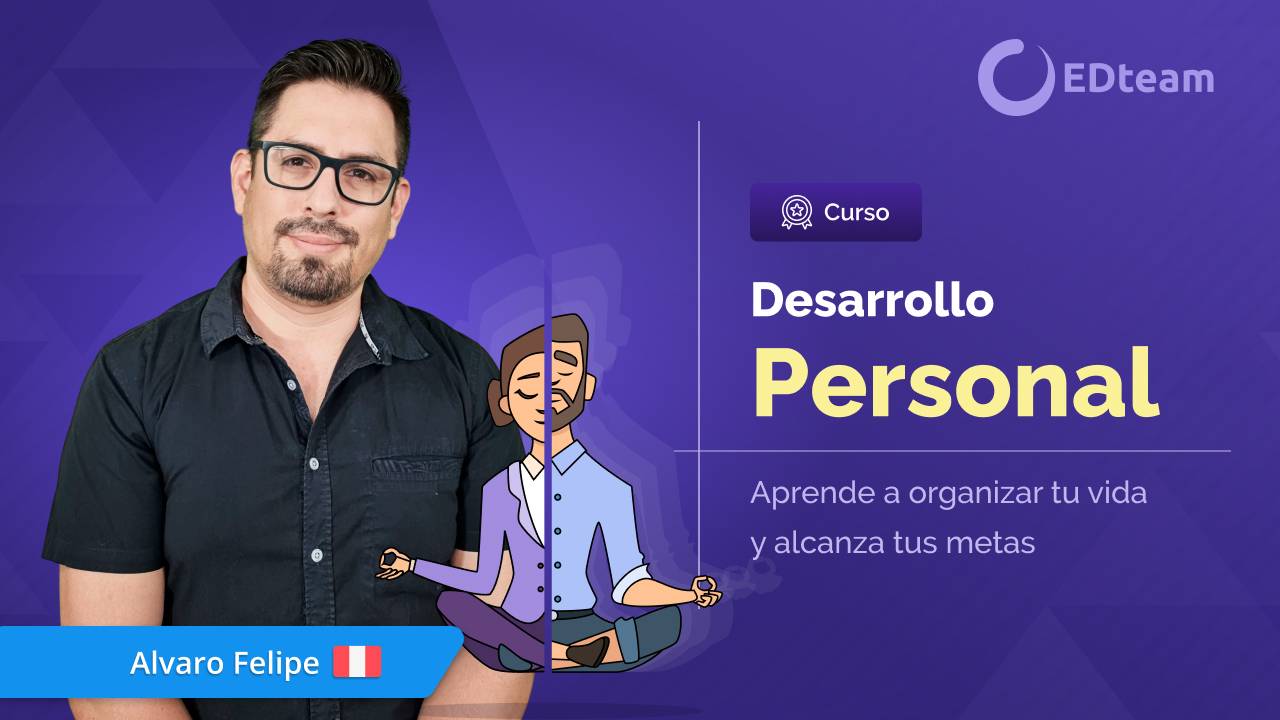 EDteam
Curso
Desarrollo
Personal
Aprende a organizar tu vida
y alcanza tus metas
Alvaro Felipe